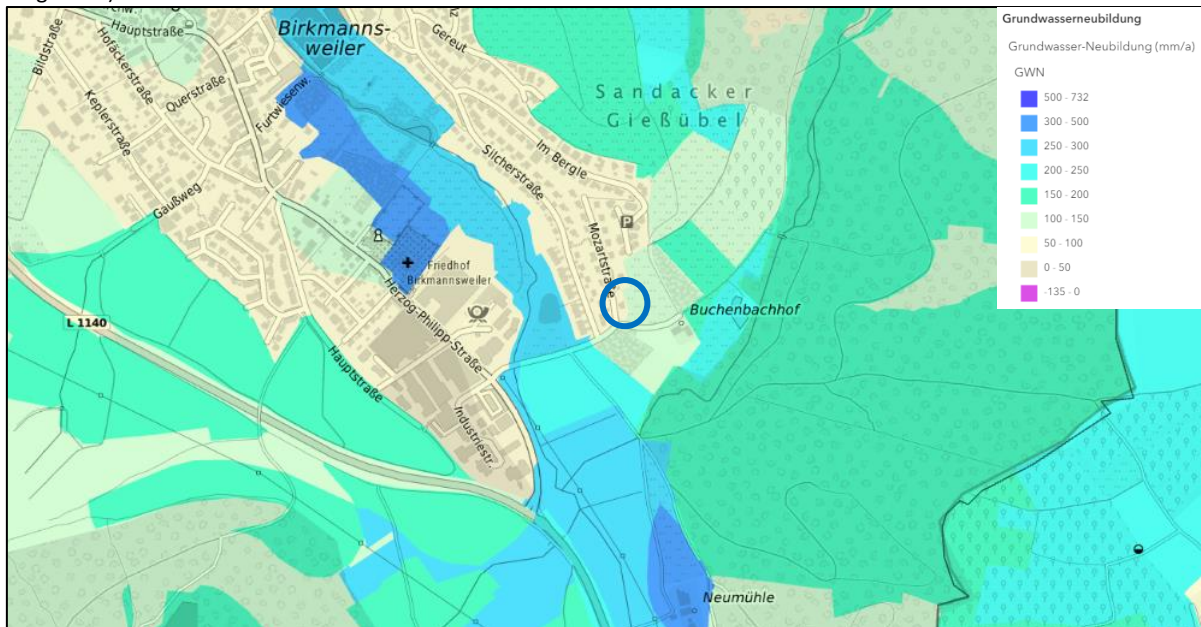 Hauptstraße
Birkmanns-
weiler
Gereut
Bildstraße
Hofäckerstraße
Querstraße
Keplerstraße
Furtwiesenw.
Gaußweg
Sandacker
Gießübel
Im Bergle
Silcherstraße
Mozartstraße
P
Friedhof
Birkmannsweiler
Herzog-Philipp-Straße
Buchenbachhof
L 1140
Hauptstraße
Industriestr.
Neumühle
Grundwasserneubildung
Grundwasser-Neubildung (mm/a)
GWN
500 - 732
300 - 500
250 - 300
200 - 250
150 - 200
100 - 150
50 - 100
0 - 50
-135 - 0